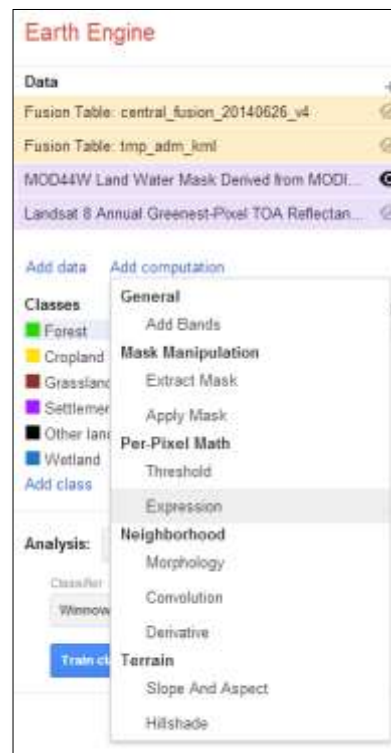 Earth Engine
Data
Fusion Table: central_fusion_20140626_v4
Fusion Table: tmp_adm_kml
MOD44W Land Water Mask Derived from MODI...
Landsat 8 Annual Greenest-Pixel TOA Reflectan...
Add data Add computation
Classes
Forest
Cropland
Grassland
Settlemen
Other lan
Wetland
Add class
Analysis:
Classifier
Winnow
Train cl
General
Add Bands
Mask Manipulation
Extract Mask
Apply Mask
Per-Pixel Math
Threshold
Expression
Neighborhood
Morphology
Convolution
Derivative
Terrain
Slope And Aspect
Hillshade